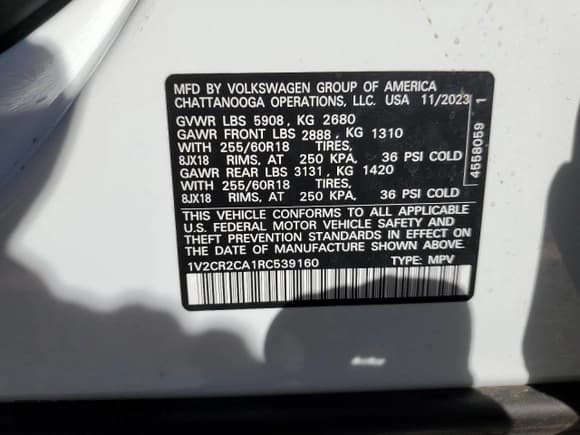 MFD BY VOLKSWAGEN GROUP OF AMERICA
CHATTANOOGA OPERATIONS, LLC. USA 11/2023
GVWR LBS 5908, KG 2680
GAWR FRONT LBS 2888, KG 1310
WITH 255/60R18 TIRES,
8JX18 RIMS, AT 250 KPA, 36 PSI COLD
GAWR REAR LBS 3131, KG 1420
WITH 255/60R18 TIRES,
8JX18 RIMS, AT 250 KPA, 36 PSI COLD
THIS VEHICLE CONFORMS TO ALL APPLICABLE
U.S. FEDERAL MOTOR VEHICLE SAFETY AND
THEFT PREVENTION STANDARDS IN EFFECT ON
THE DATE OF MANUFACTURE SHOWN ABOVE.
1V2CR2CA1RC539160 TYPE: MPV
4558059 1